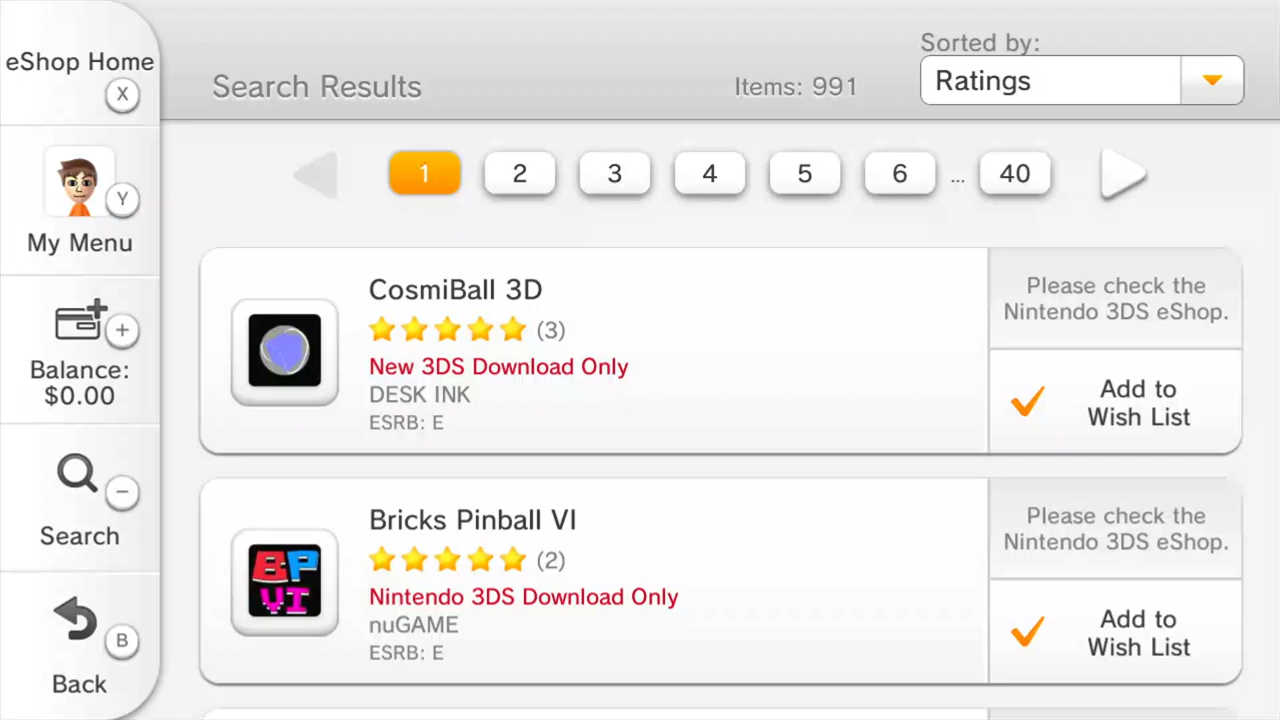 eShop Home
X
Y
My Menu
+
Balance:
$0.00
−
Search
B
Back
Search Results
Items: 991
Sorted by:
Ratings
1
2
3
4
5
6
...
40
CosmiBall 3D
(3)
New 3DS Download Only
DESK INK
ESRB: E
Please check the
Nintendo 3DS eShop.
Add to
Wish List
BP
VI
Bricks Pinball VI
(2)
Nintendo 3DS Download Only
nuGAME
ESRB: E
Please check the
Nintendo 3DS eShop.
Add to
Wish List